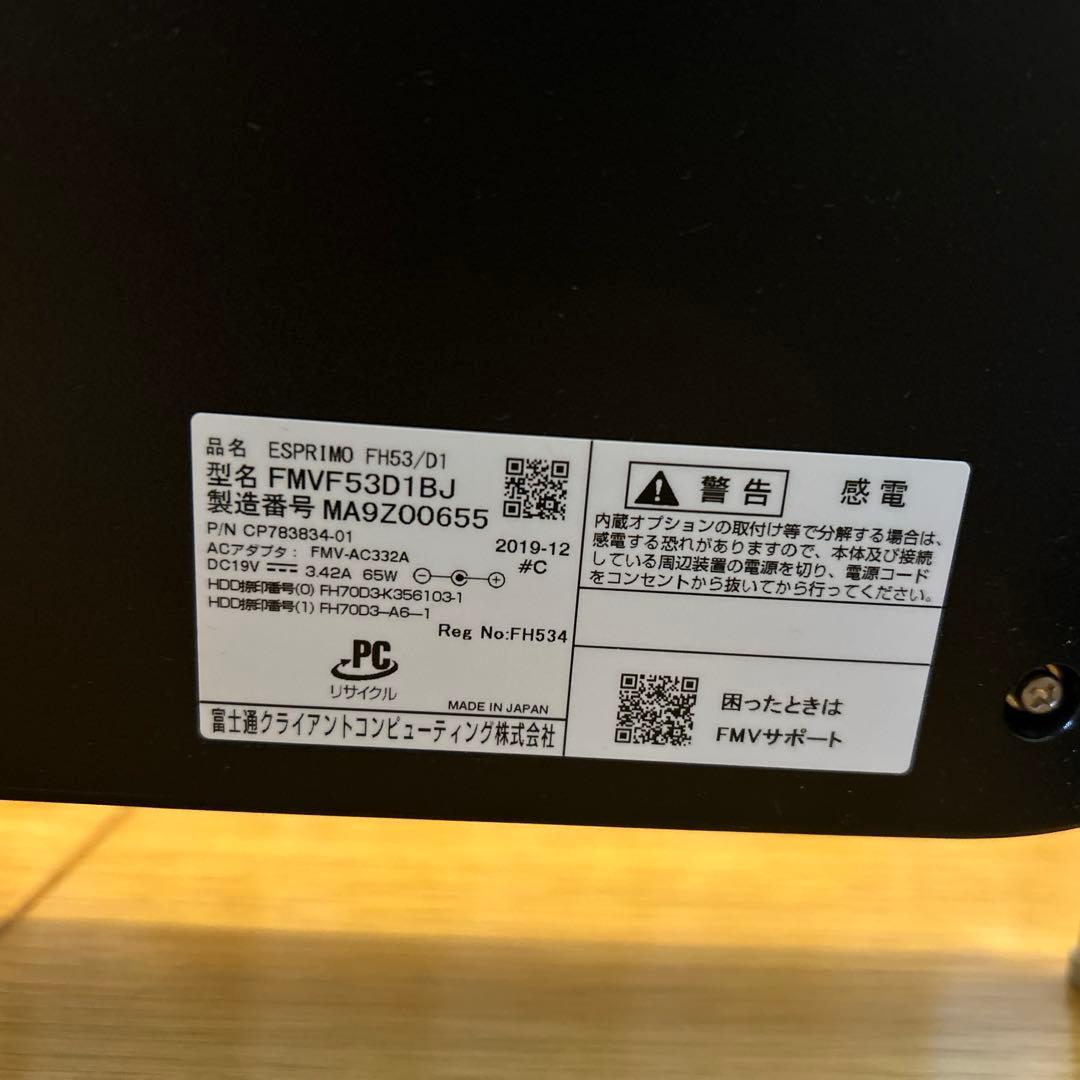 品名 ESPRIMO FH53/D1
型名 FMVF53D1BJ
製造番号 MA9Z00655
P/N CP783834-01
2019-12
ACアダプタ: FMV-AC332A
#C
DC19V 3.42A 65W
HDD捺印番号(0) FH70D3-K356103-1
HDD捺印番号(1) FH70D3-A6-1
Reg No:FH534
PC
リサイクル
MADE IN JAPAN
富士通クライアントコンピューティング株式会社
警告 感電
内蔵オプションの取付け等で分解する場合は、
感電する恐れがありますので、本体及び接続
している周辺装置の電源を切り、電源コード
をコンセントから抜いてから行ってください。
困ったときは
FMVサポート